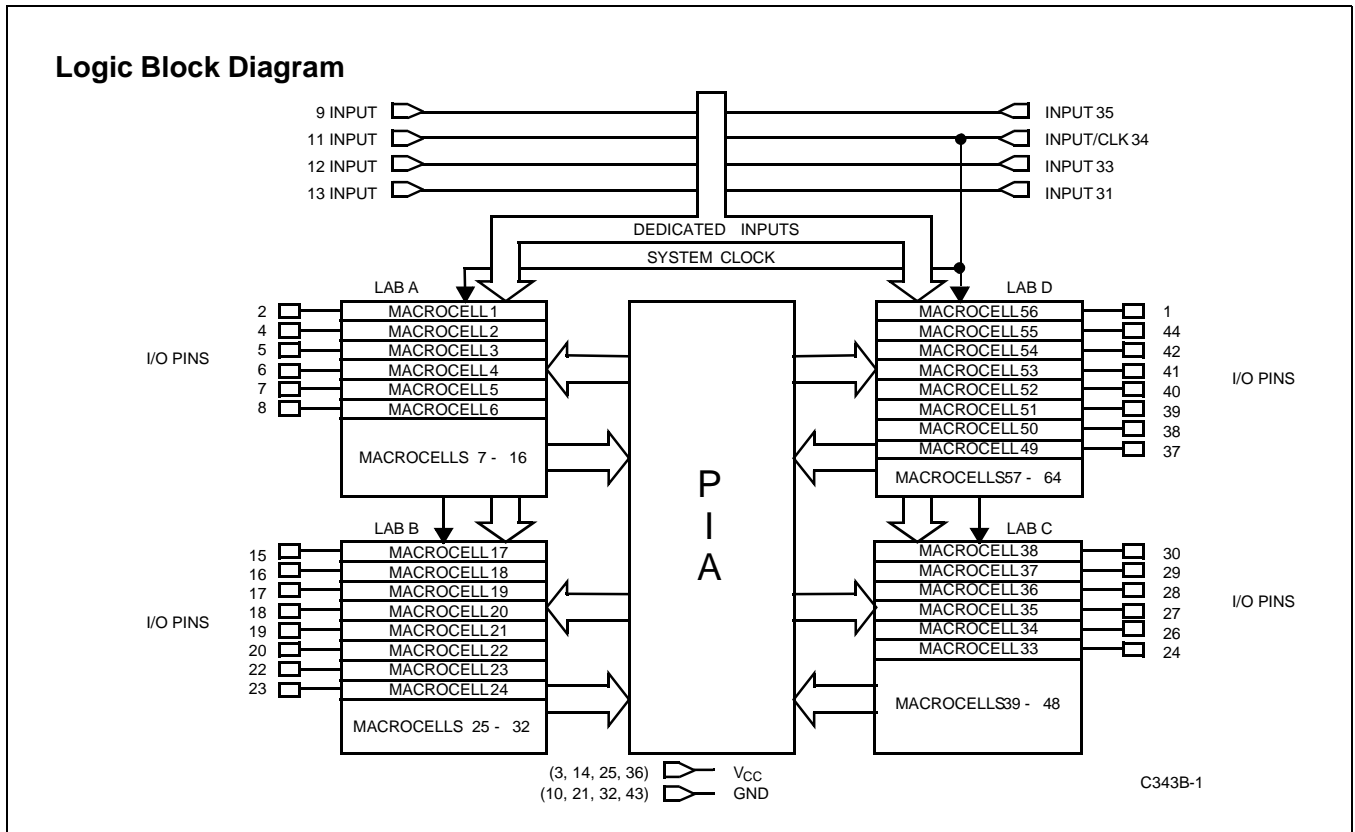 Logic Block Diagram
9 INPUT
INPUT 35
11 INPUT
INPUT/CLK 34
12 INPUT
INPUT 33
13 INPUT
INPUT 31
DEDICATED INPUTS
SYSTEM CLOCK
LAB A
LAB D
2
MACROCELL 1
MACROCELL 56
1
4
MACROCELL 2
MACROCELL 55
44
5
MACROCELL 3
MACROCELL 54
42
I/O PINS
6
MACROCELL 4
MACROCELL 53
41
I/O PINS
7
MACROCELL 5
MACROCELL 52
40
8
MACROCELL 6
MACROCELL 51
39
MACROCELL 50
38
MACROCELL 49
37
MACROCELLS 7 - 16
MACROCELLS 57 - 64
P
I
A
LAB B
LAB C
15
MACROCELL 17
MACROCELL 38
30
16
MACROCELL 18
MACROCELL 37
29
17
MACROCELL 19
MACROCELL 36
28
I/O PINS
18
MACROCELL 20
MACROCELL 35
27
I/O PINS
19
MACROCELL 21
MACROCELL 34
26
20
MACROCELL 22
MACROCELL 33
24
22
MACROCELL 23
23
MACROCELL 24
MACROCELLS 39 - 48
MACROCELLS 25 - 32
(3, 14, 25, 36)
VCC
(10, 21, 32, 43)
GND
C343B-1